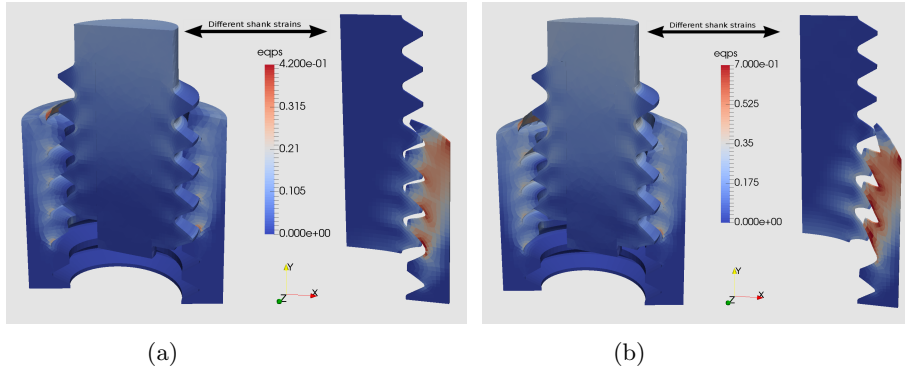 Different shank strains
eqps
4.200e-01
0.315
0.21
0.105
0.000e+00
Y
Z
X
(a)
Different shank strains
eqps
7.000e-01
0.525
0.35
0.175
0.000e+00
Y
Z
X
(b)